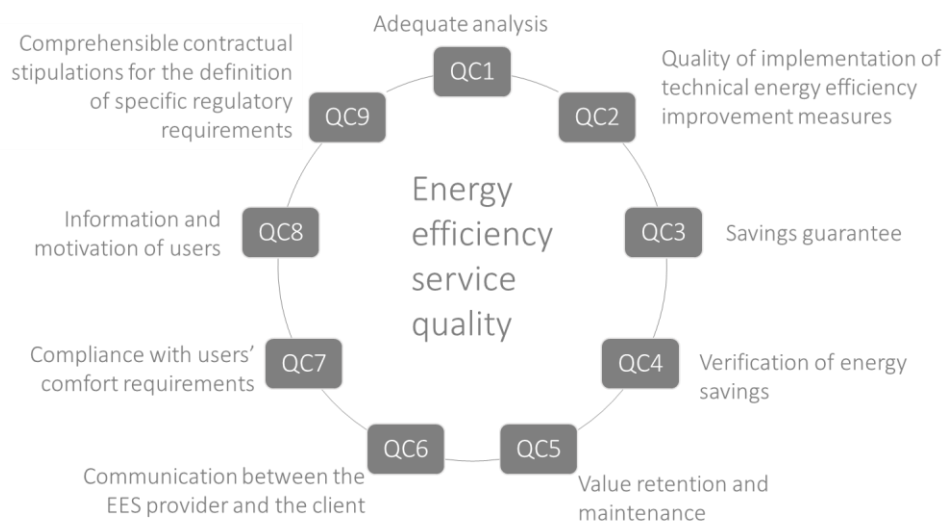 Adequate analysis
QC1
Quality of implementation of
technical energy efficiency
improvement measures
QC2
QC3
Savings guarantee
QC4
Verification of energy
savings
QC5
Value retention and
maintenance
QC6
Communication between the
EES provider and the client
QC7
Compliance with users’
comfort requirements
QC8
Information and
motivation of users
QC9
Comprehensible contractual
stipulations for the definition
of specific regulatory
requirements
Energy
efficiency
service
quality